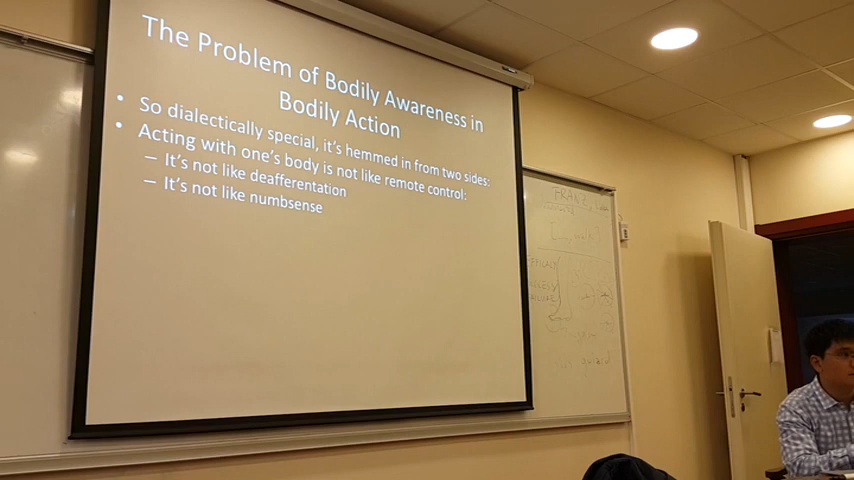 The Problem of Bodily Awareness in
Bodily Action
• So dialectically special, it's hemmed in from two sides:
• Acting with one's body is not like remote control:
– It's not like deafferentation
– It's not like numbsense